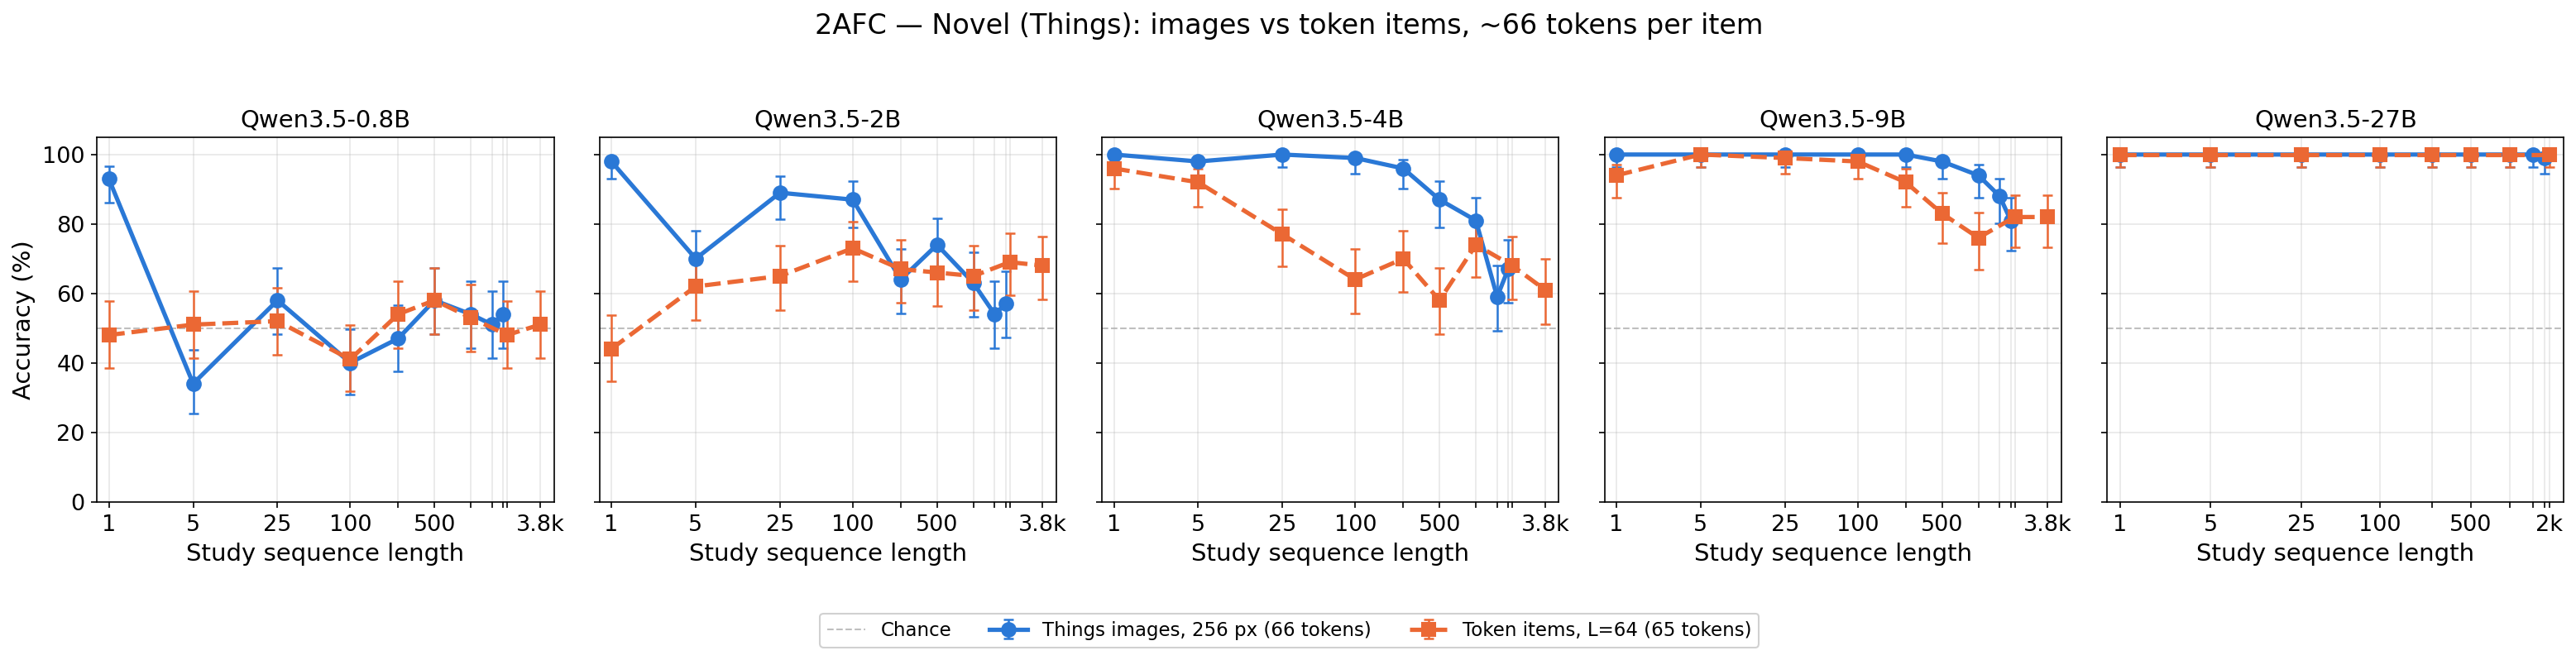 2AFC — Novel (Things): images vs token items, ~66 tokens per item
Qwen3.5-0.8B
Qwen3.5-2B
Qwen3.5-4B
Qwen3.5-9B
Qwen3.5-27B
Accuracy (%)
100
80
60
40
20
0
1 5 25 100 500 3.8k
1 5 25 100 500 3.8k
1 5 25 100 500 3.8k
1 5 25 100 500 3.8k
1 5 25 100 500 2k
Study sequence length
Study sequence length
Study sequence length
Study sequence length
Study sequence length
Chance
Things images, 256 px (66 tokens)
Token items, L=64 (65 tokens)